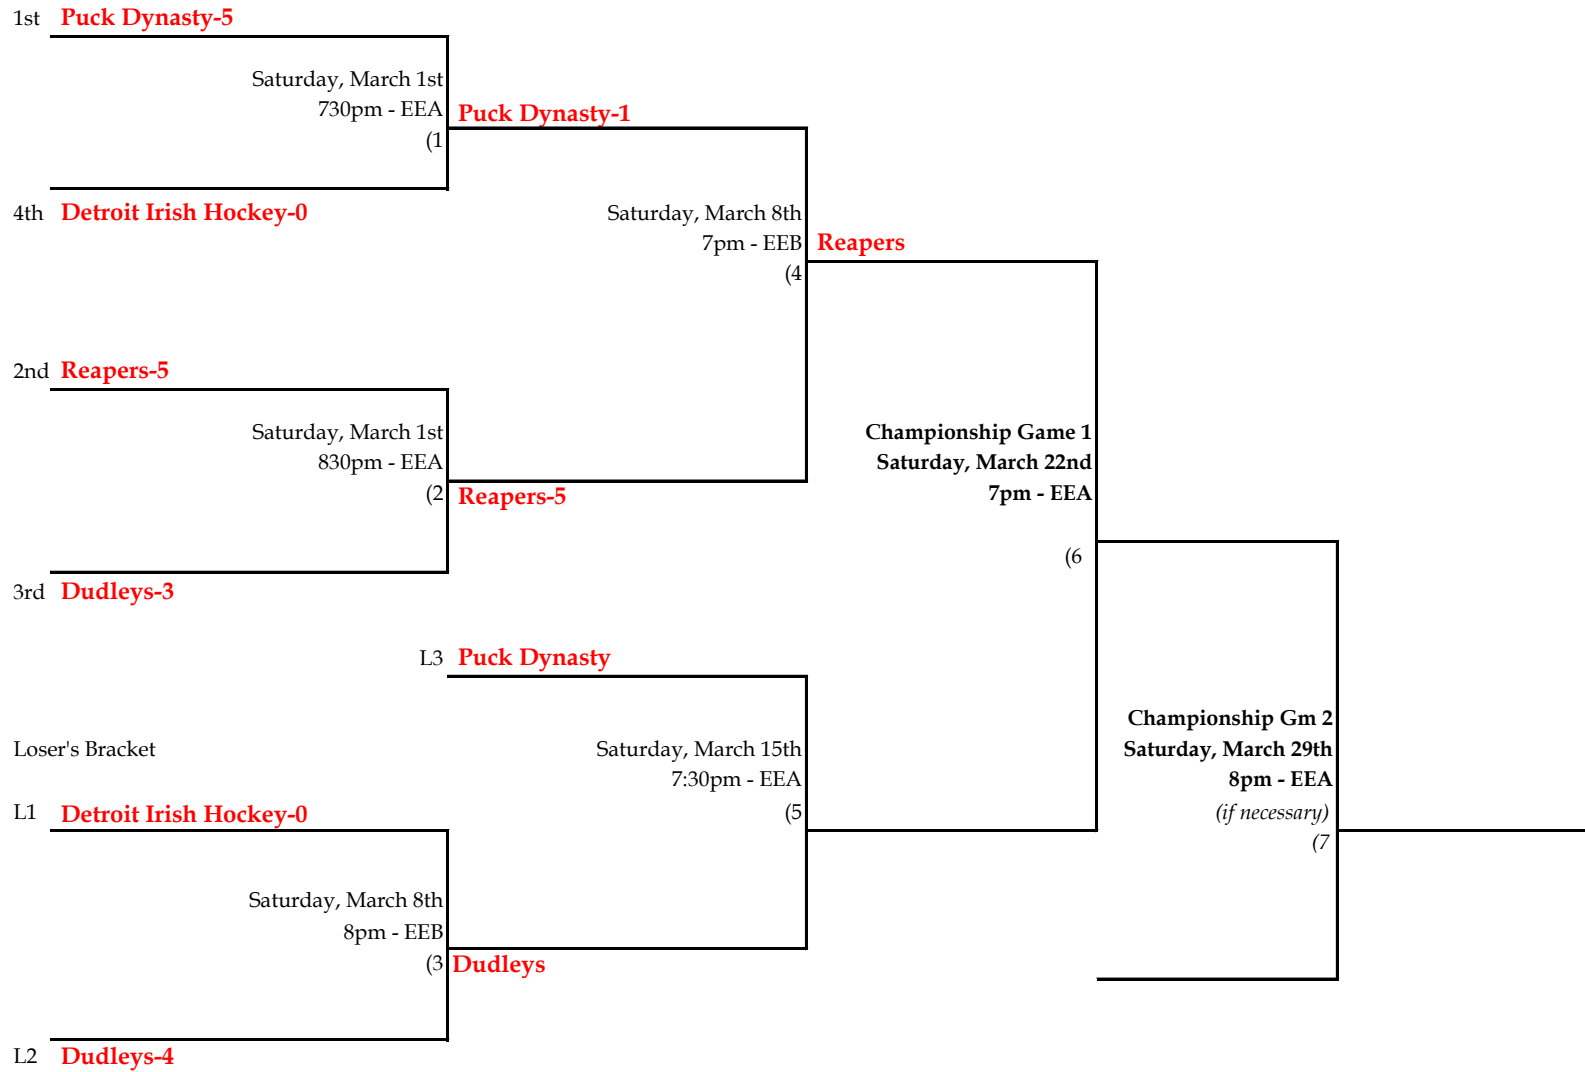 1st Puck Dynasty-5
Saturday, March 1st
730pm - EEA
(1
Puck Dynasty-1
4th Detroit Irish Hockey-0
Saturday, March 8th
7pm - EEB
(4
Reapers
2nd Reapers-5
Saturday, March 1st
830pm - EEA
(2
Reapers-5
3rd Dudleys-3
Championship Game 1
Saturday, March 22nd
7pm - EEA
(6
L3 Puck Dynasty
Loser's Bracket
Saturday, March 15th
7:30pm - EEA
(5
Championship Gm 2
Saturday, March 29th
8pm - EEA
(if necessary)
(7
L1 Detroit Irish Hockey-0
Saturday, March 8th
8pm - EEB
(3
Dudleys
L2 Dudleys-4